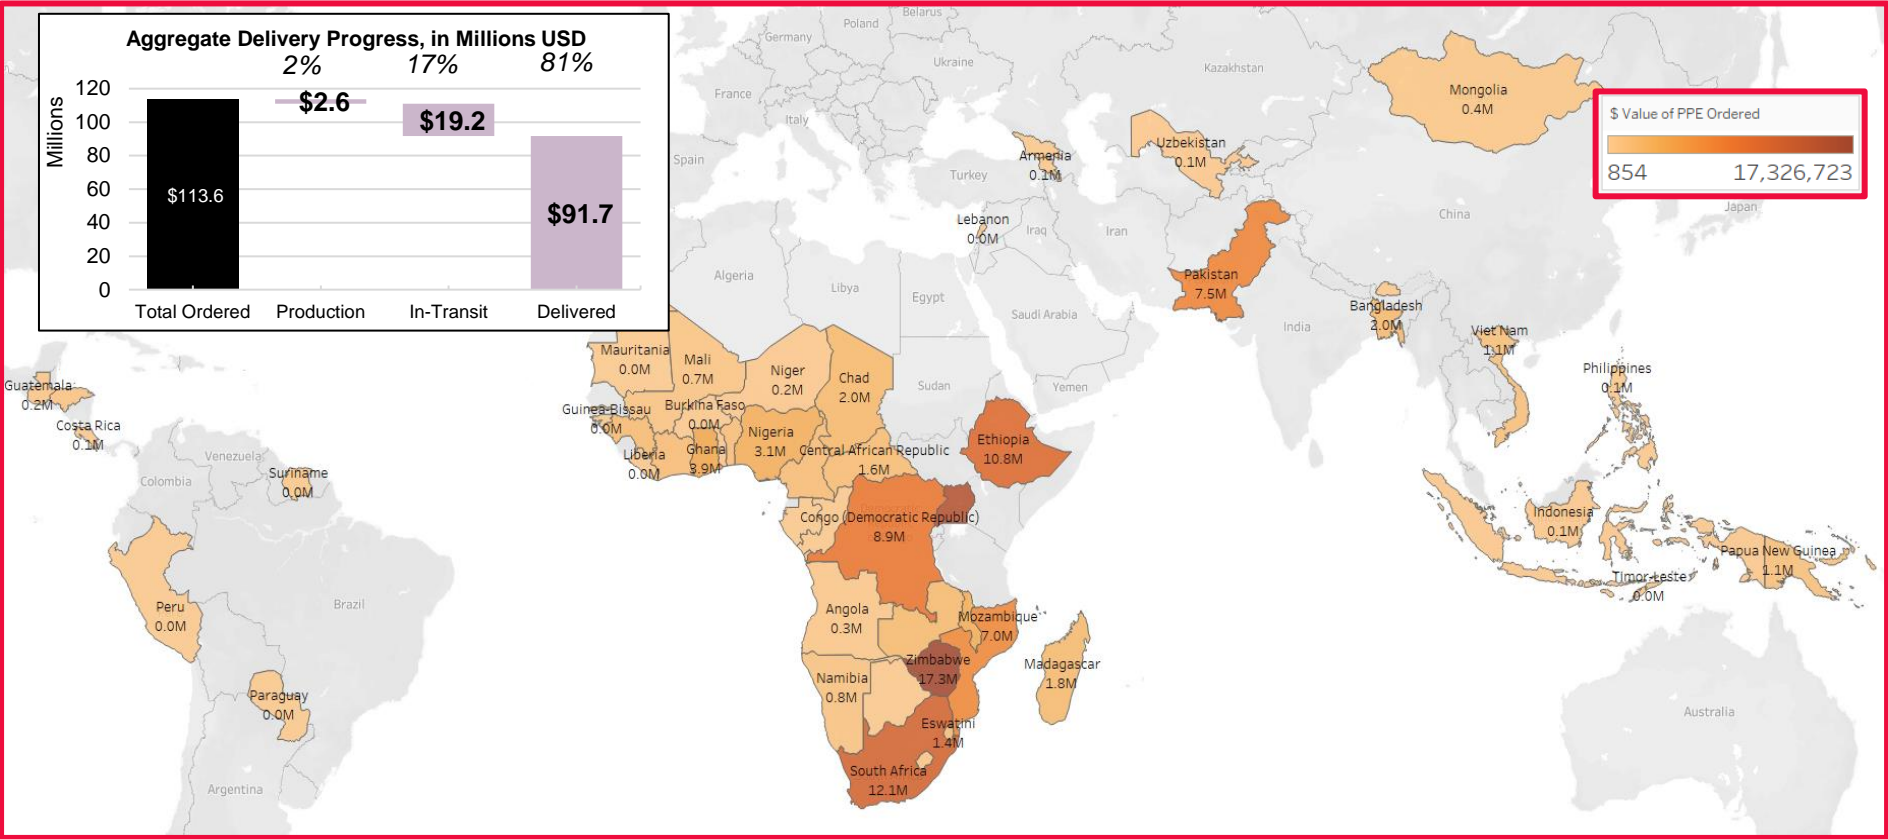 Aggregate Delivery Progress, in Millions USD
2% 17% 81%
Millions
120
100
80
60
40
20
0
$113.6
$2.6
$19.2
$91.7
Total Ordered Production In-Transit Delivered
$ Value of PPE Ordered
854 17,326,723
Belarus
Poland
Germany
Ukraine
Kazakhstan
France
Italy
Spain
Turkey
Mongolia
0.4M
Uzbekistan
0.1M
Armenia
0.1M
Lebanon
0.0M
Iraq
Iran
China
Japan
Algeria
Libya
Egypt
Saudi Arabia
Pakistan
7.5M
India
Bangladesh
2.0M
Viet Nam
1.1M
Philippines
0.1M
Guatemala
0.2M
Costa Rica
0.1M
Venezuela
Colombia
Suriname
0.0M
Mauritania
0.0M
Mali
0.7M
Niger
0.2M
Chad
2.0M
Sudan
Yemen
Guinea-Bissau
0.0M
Burkina Faso
0.0M
Liberia
0.0M
Ghana
3.9M
Nigeria
3.1M
Central African Republic
1.6M
Ethiopia
10.8M
Congo (Democratic Republic)
8.9M
Indonesia
0.1M
Papua New Guinea
1.1M
Timor-Leste
0.0M
Peru
0.0M
Brazil
Angola
0.3M
Mozambique
7.0M
Zimbabwe
17.3M
Madagascar
1.8M
Namibia
0.8M
Paraguay
0.0M
Eswatini
1.4M
South Africa
12.1M
Argentina
Australia